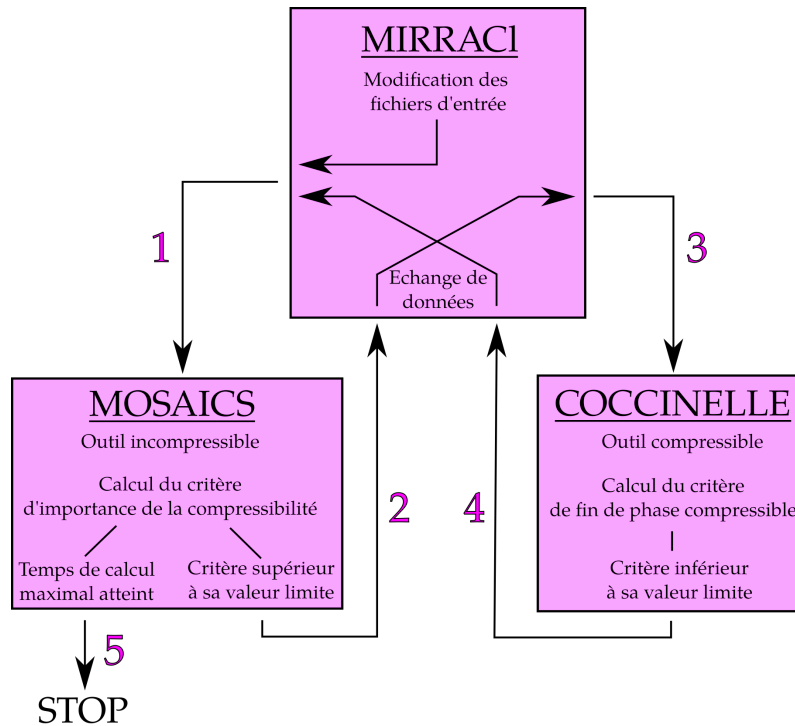 MIRRACl
Modification des
fichiers d'entrée
1
3
Echange de
données
MOSAICS
Outil incompressible
Calcul du critère
d'importance de la compressibilité
Temps de calcul
maximal atteint
Critère supérieur
à sa valeur limite
2
4
COCCINELLE
Outil compressible
Calcul du critère
de fin de phase compressible
Critère inférieur
à sa valeur limite
5
STOP